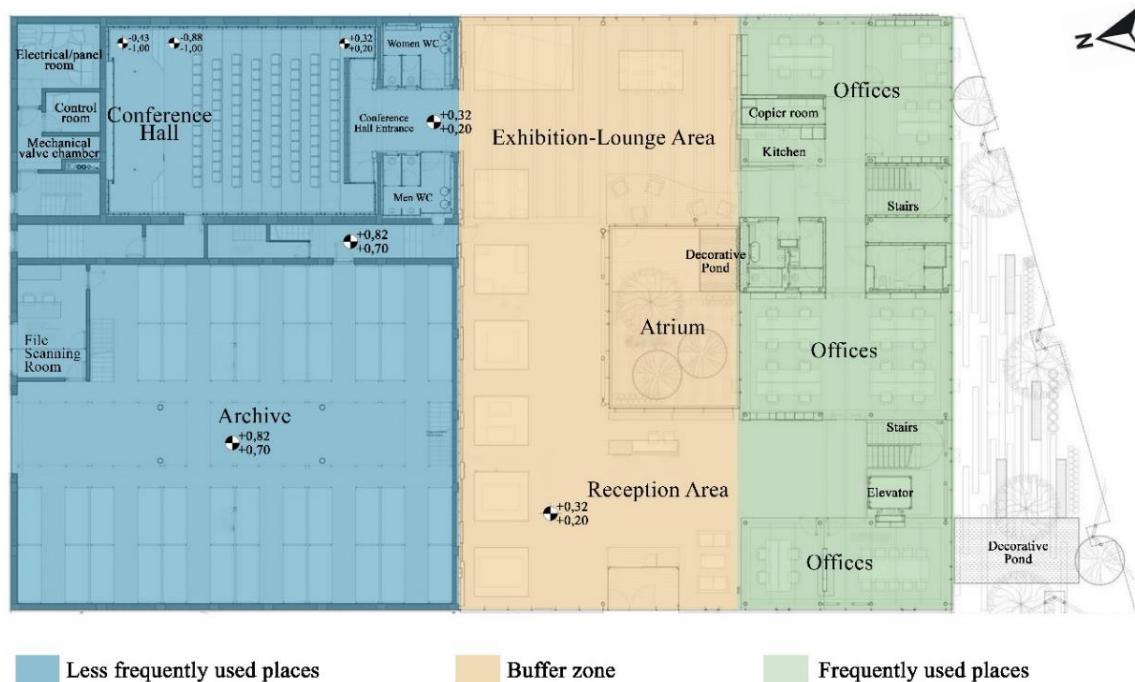 N
-0,43
-1,00
-0,88
-1,00
+0,32
+0,20
Women WC
Electrical/panel
room
Control
room
Conference
Hall
Mechanical
valve chamber
Conference
Hall Entrance
+0,32
+0,20
Men WC
+0,82
+0,70
File
Scanning
Room
Archive
+0,82
+0,70
Exhibition-Lounge Area
Decorative
Pond
Atrium
Reception Area
+0,32
+0,20
Offices
Copier room
Kitchen
Stairs
Offices
Stairs
Elevator
Offices
Decorative
Pond
Less frequently used places
Buffer zone
Frequently used places